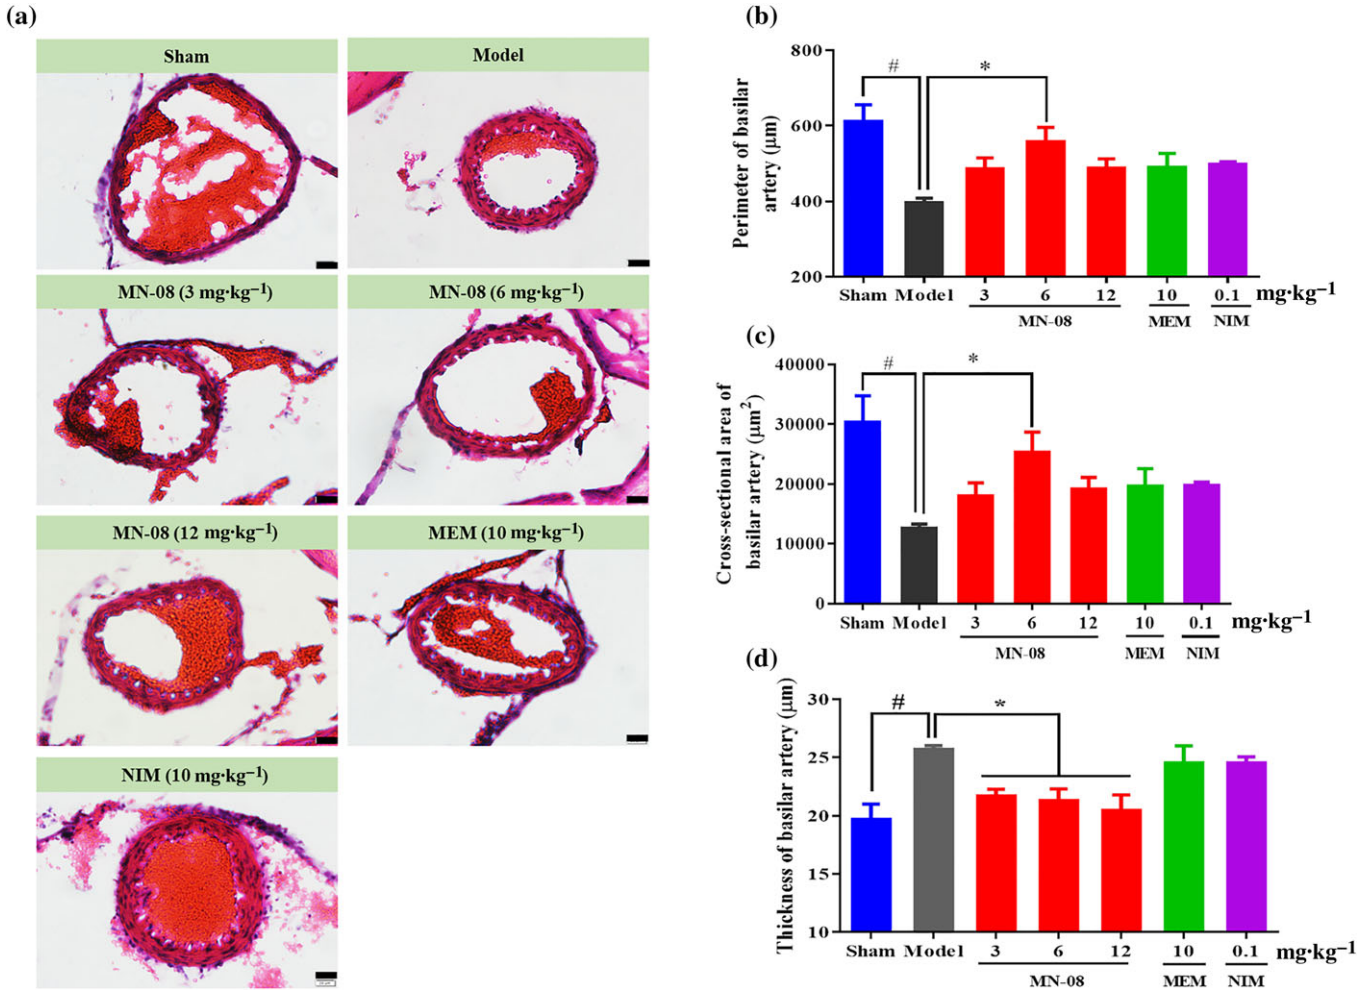 (a)
Sham
Model
MN-08 (3 mg·kg−1)
MN-08 (6 mg·kg−1)
MN-08 (12 mg·kg−1)
MEM (10 mg·kg−1)
NIM (10 mg·kg−1)
(b)
Perimeter of basilar
artery (μm)
800
600
400
200
#
*
Sham Model 3 6 12 10 0.1 mg·kg−1
MN-08 MEM NIM
(c)
Cross-sectional area of
basilar artery (μm2)
40000
30000
20000
10000
0
#
*
Sham Model 3 6 12 10 0.1 mg·kg−1
MN-08 MEM NIM
(d)
Thickness of basilar artery (μm)
30
25
20
15
10
#
*
Sham Model 3 6 12 10 0.1 mg·kg−1
MN-08 MEM NIM